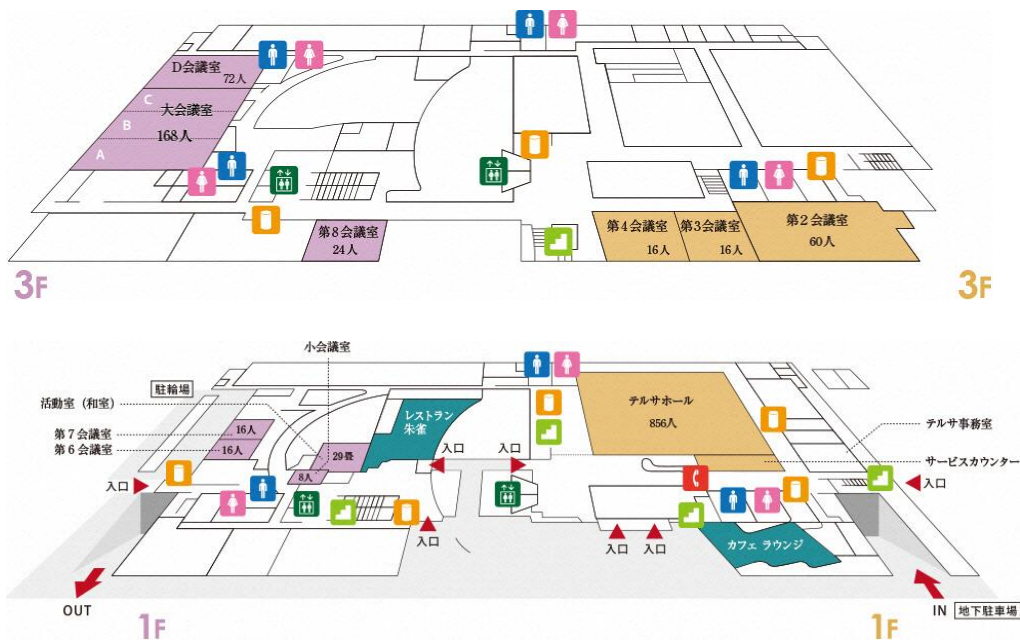 D会議室
72人
C
大会議室
B
168人
A
第8会議室
24人
第4会議室
16人
第3会議室
16人
第2会議室
60人
3F
3F
小会議室
駐輪場
活動室（和室）
レストラン
朱雀
テルサホール
856人
第7会議室
16人
第6会議室
16人
29畳
8人
テルサ事務室
サービスカウンター
入口
入口
入口
入口
入口
入口
入口
カフェ ラウンジ
OUT
IN
地下駐車場
1F
1F